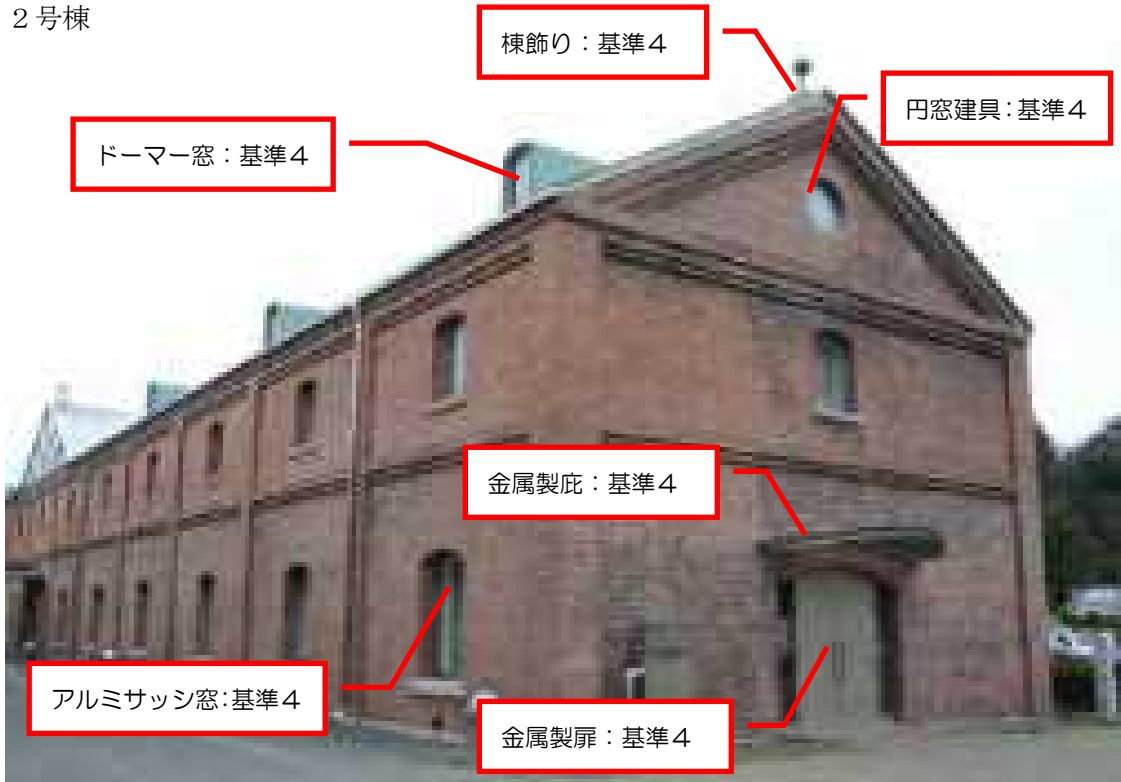 ２号棟
棟飾り：基準４
円窓建具：基準４
ドーマー窓：基準４
金属製庇：基準４
アルミサッシ窓：基準４
金属製扉：基準４